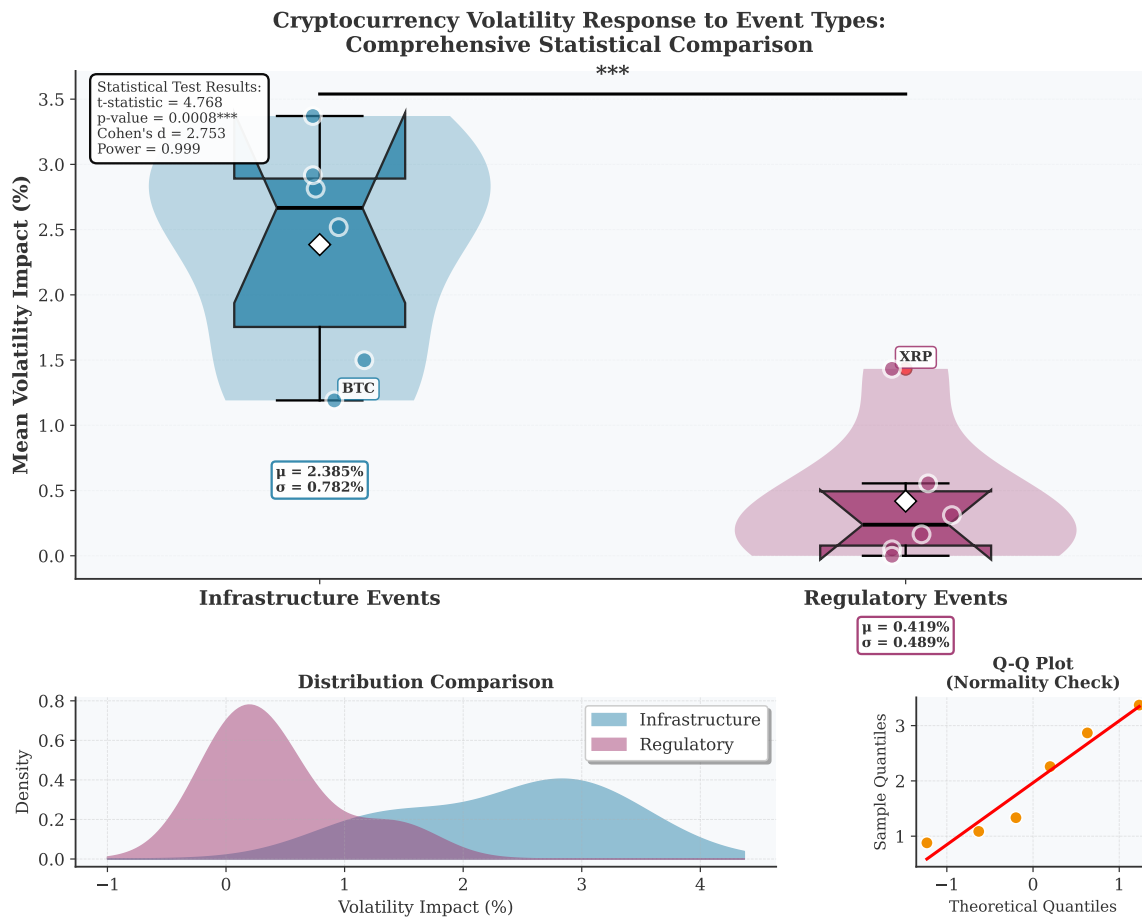 Cryptocurrency Volatility Response to Event Types:
Comprehensive Statistical Comparison
***
Statistical Test Results:
t-statistic = 4.768
p-value = 0.0008***
Cohen's d = 2.753
Power = 0.999
Mean Volatility Impact (%)
3.5
3.0
2.5
2.0
1.5
1.0
0.5
0.0
BTC
XRP
μ = 2.385%
σ = 0.782%
Infrastructure Events
Regulatory Events
μ = 0.419%
σ = 0.489%
Distribution Comparison
Density
0.8
0.6
0.4
0.2
0.0
Infrastructure
Regulatory
−1 0 1 2 3 4
Volatility Impact (%)
Q-Q Plot
(Normality Check)
Sample Quantiles
3
2
1
−1 0 1
Theoretical Quantiles